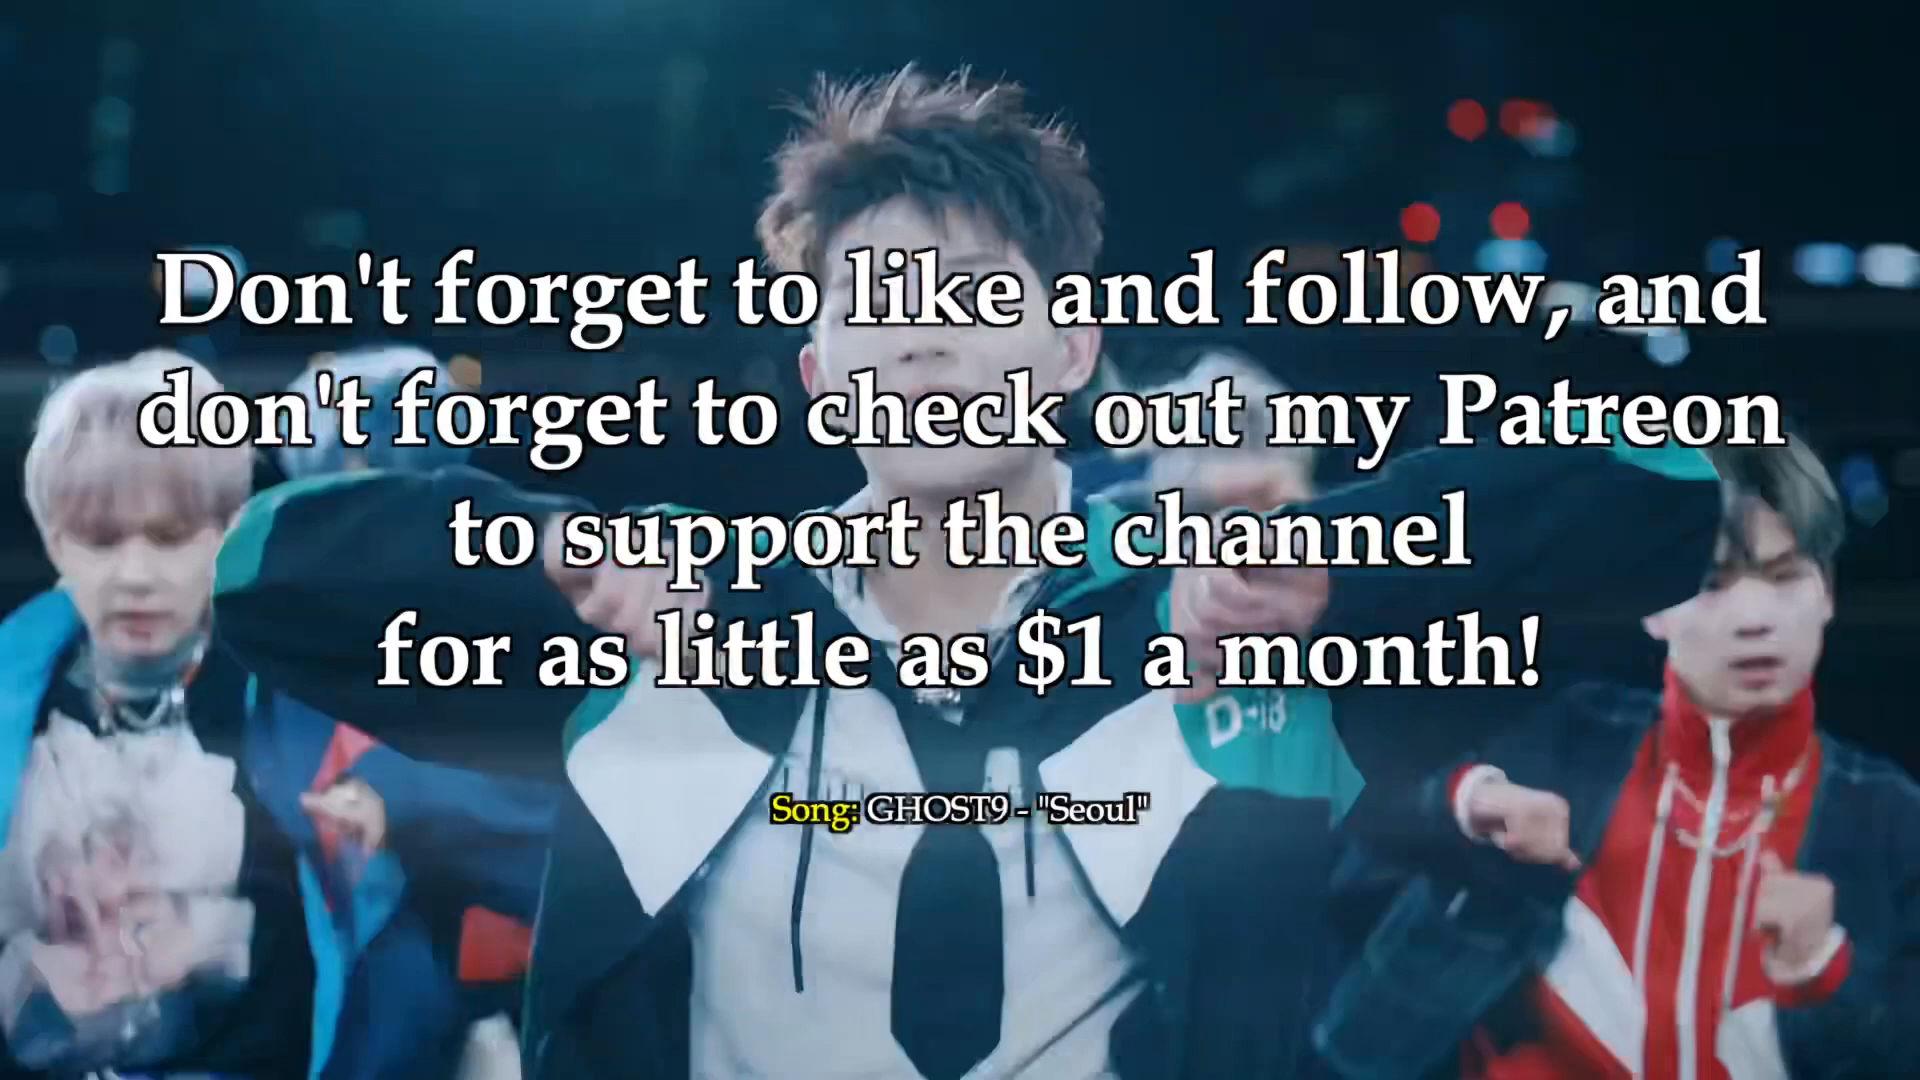 Don't forget to like and follow, and
don't forget to check out my Patreon
to support the channel
for as little as $1 a month!
Song: GHOST9 - "Seoul"